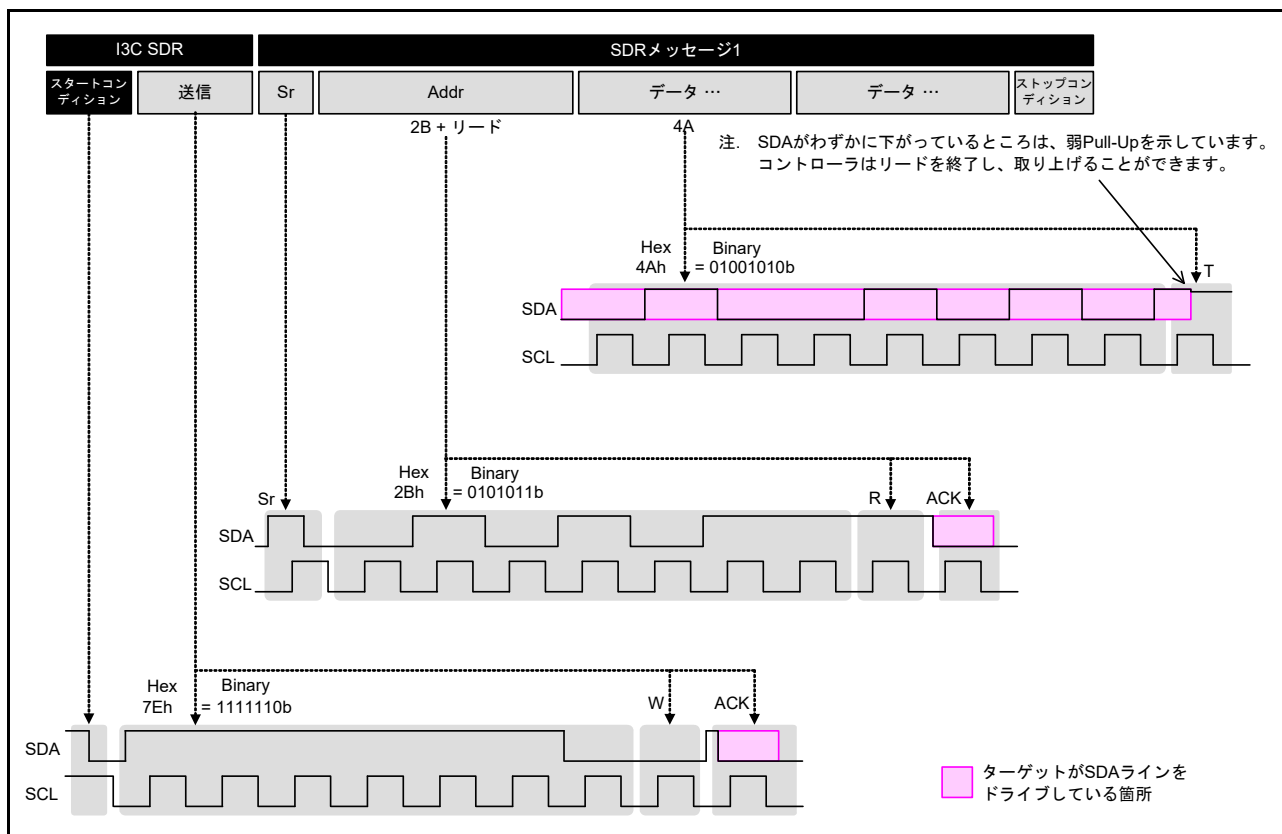 I3C SDR
SDRメッセージ1
スタートコン
ディション
送信
Sr
Addr
データ …
データ …
ストップコン
ディション
2B + リード
4A
注. SDAがわずかに下がっているところは、弱Pull-Upを示しています。
コントローラはリードを終了し、取り上げることができます。
Hex
4Ah
Binary
= 01001010b
T
SDA
SCL
Hex
2Bh
Binary
= 0101011b
Sr
R
ACK
SDA
SCL
Hex
7Eh
Binary
= 1111110b
W
ACK
SDA
SCL
ターゲットがSDAラインを
ドライブしている箇所